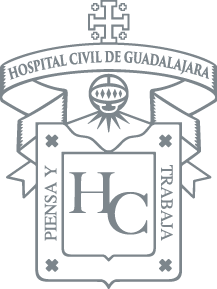 HOSPITAL CIVIL DE GUADALAJARA
PIENSA Y
TRABAJA
HC